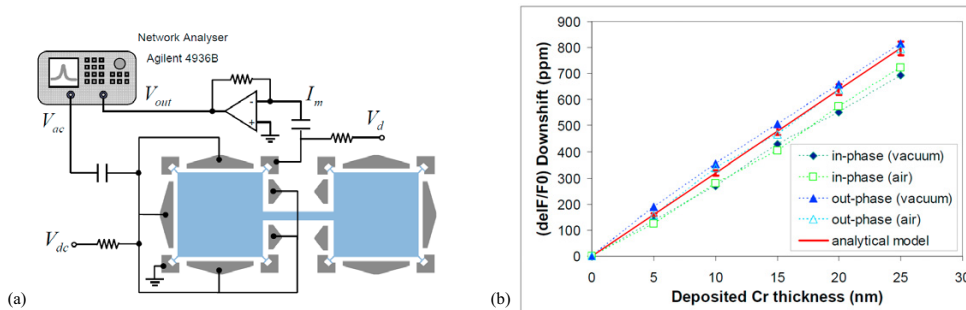 Network Analyser
Agilent 4936B
V_out
I_m
V_ac
V_d
V_dc
(a)
(delF/F0) Downshift (ppm)
900
800
700
600
500
400
300
200
100
0
in-phase (vacuum)
in-phase (air)
out-phase (vacuum)
out-phase (air)
analytical model
0 5 10 15 20 25 30
Deposited Cr thickness (nm)
(b)